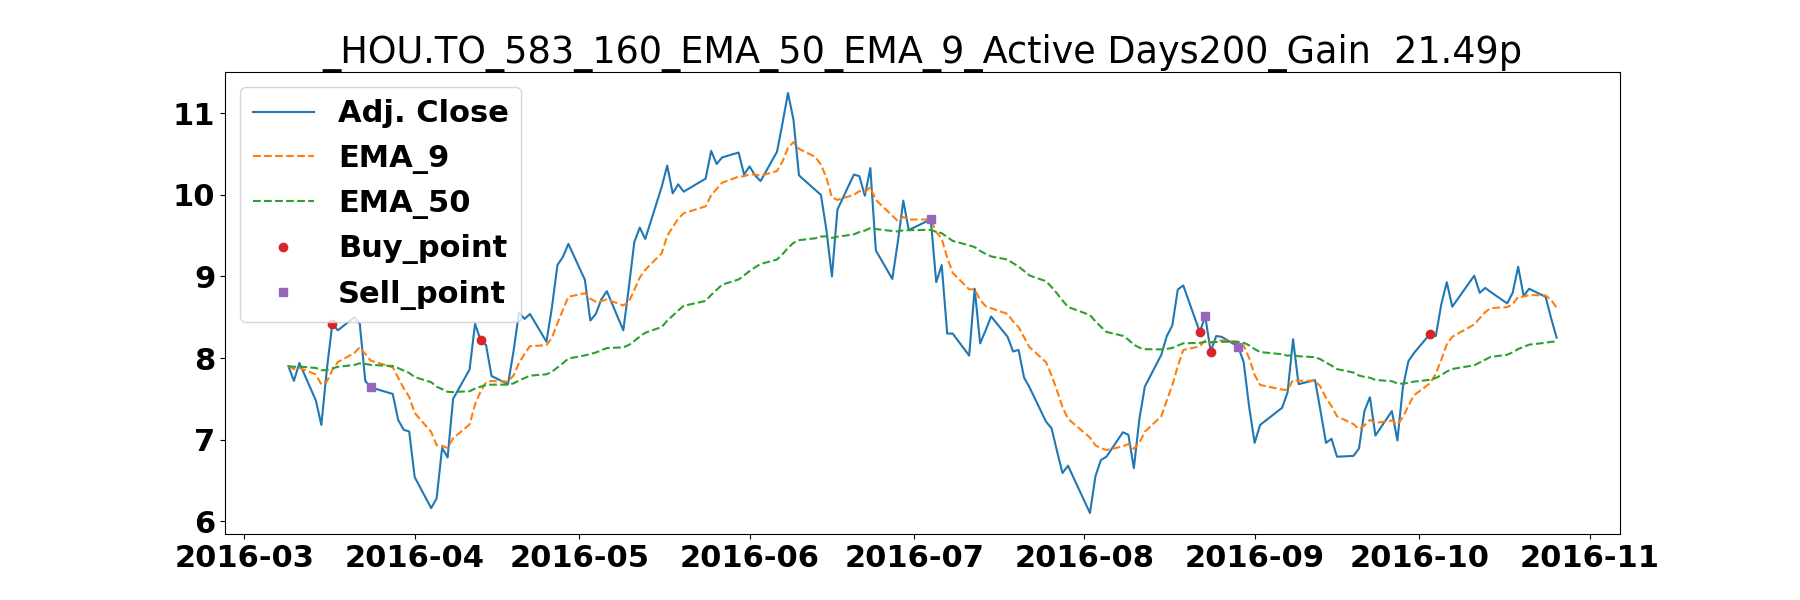 _HOU.TO_583_160_EMA_50_EMA_9_Active Days200_Gain  21.49p
Adj. Close
EMA_9
EMA_50
Buy_point
Sell_point
11
10
9
8
7
6
2016-03 2016-04 2016-05 2016-06 2016-07 2016-08 2016-09 2016-10 2016-11